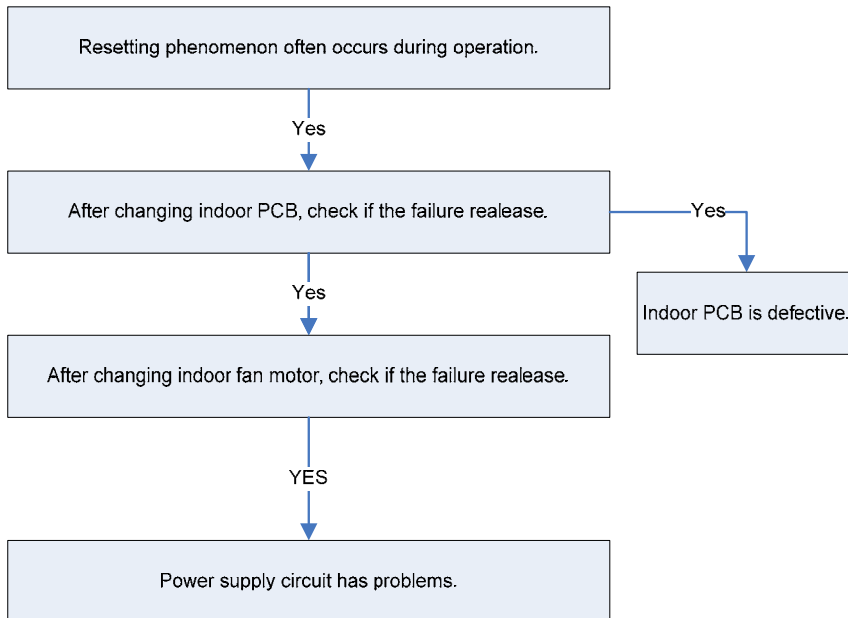 Resetting phenomenon often occurs during operation.
Yes
After changing indoor PCB, check if the failure realease.
Yes
Yes
Indoor PCB is defective.
After changing indoor fan motor, check if the failure realease.
YES
Power supply circuit has problems.